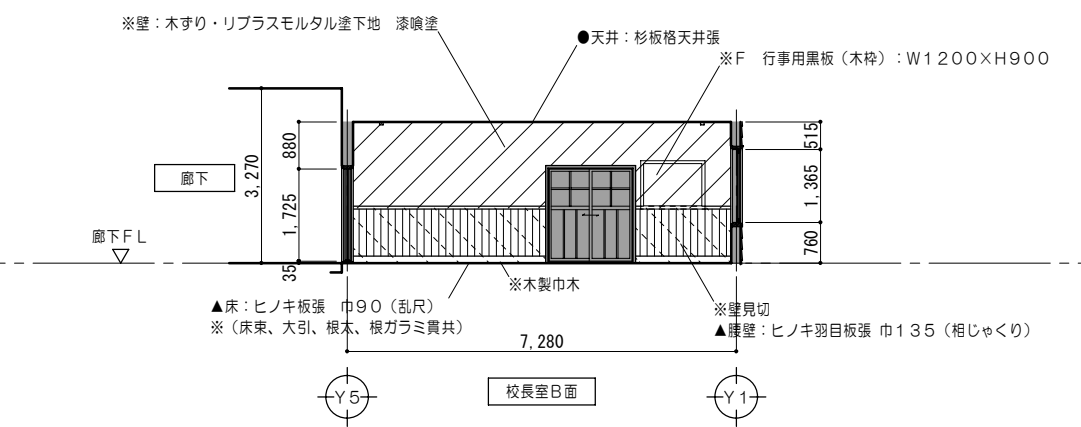 ※壁：木ずり・リブラスモルタル塗下地　漆喰塗
●天井：杉板格天井張
※Ｆ　行事用黒板（木枠）：Ｗ１２００×Ｈ９００
880
515
3,270
廊下
1,725
1,365
廊下ＦＬ
760
35
※木製巾木
▲床：ヒノキ板張　巾９０（乱尺）
※（床束、大引、根太、根ガラミ貫共）
※壁見切
▲腰壁：ヒノキ羽目板張 巾１３５（相じゃくり）
7,280
Ｙ５
校長室Ｂ面
Ｙ１